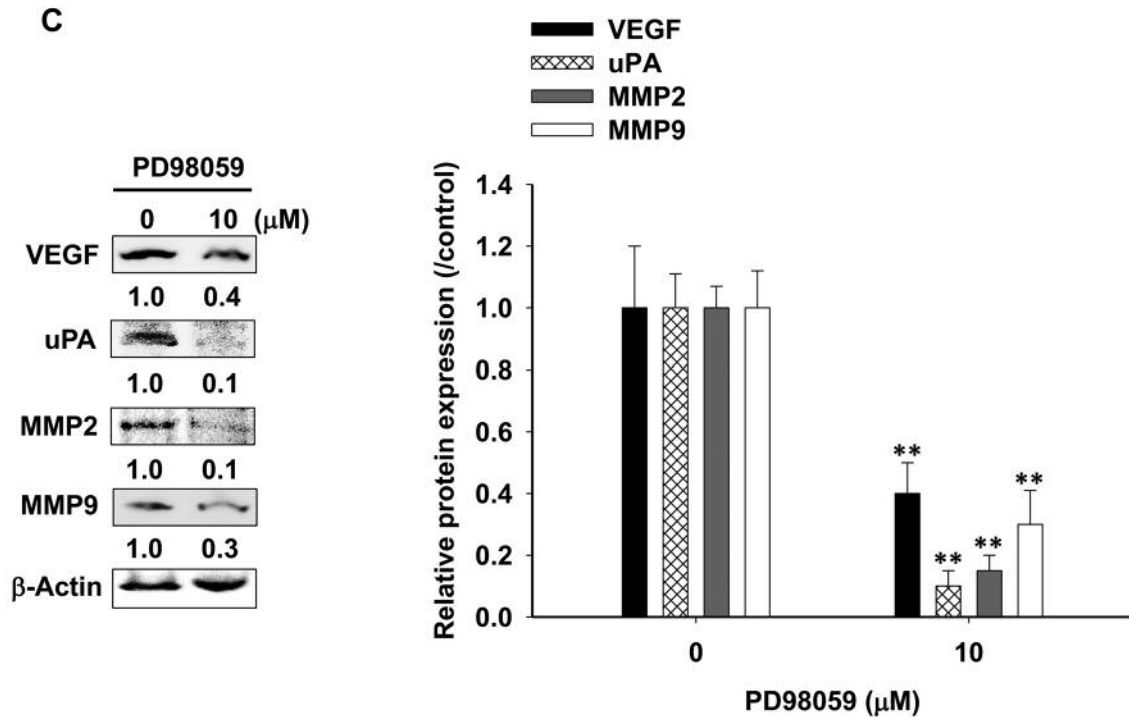 C
VEGF
uPA
MMP2
MMP9
PD98059
0 10 (μM)
VEGF
1.0 0.4
uPA
1.0 0.1
MMP2
1.0 0.1
MMP9
1.0 0.3
β-Actin
Relative protein expression (/control)
1.4
1.2
1.0
0.8
0.6
0.4
0.2
0.0
**
**
**
**
0 10
PD98059 (μM)